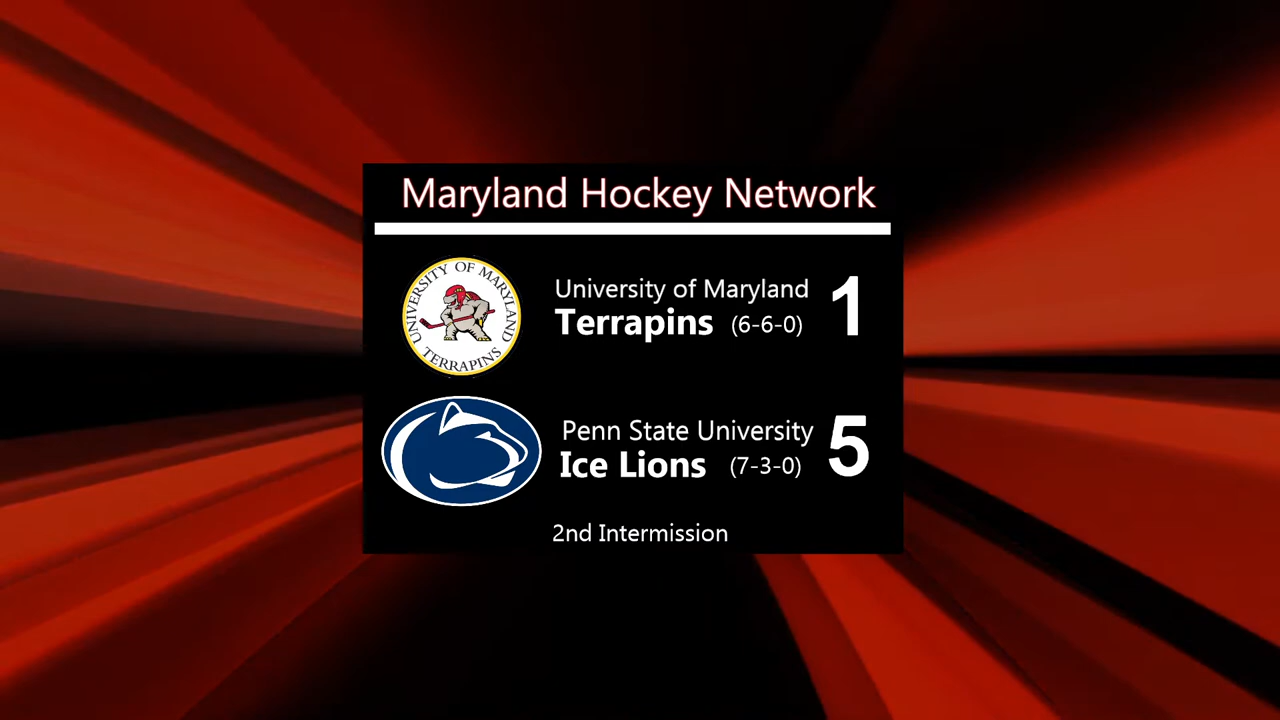 Maryland Hockey Network
UNIVERSITY OF MARYLAND
TERRAPINS
University of Maryland
Terrapins (6-6-0) 1
Penn State University
Ice Lions (7-3-0) 5
2nd Intermission